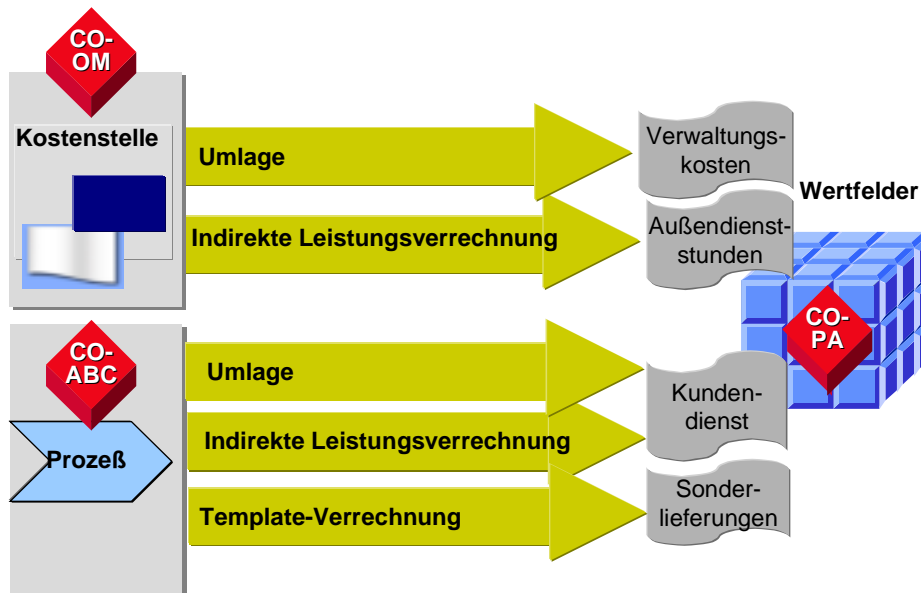 CO-
OM
Kostenstelle
Umlage
Verwaltungs-
kosten
Wertfelder
Indirekte Leistungsverrechnung
Außendienst-
stunden
CO-
PA
CO-
ABC
Umlage
Kunden-
dienst
Indirekte Leistungsverrechnung
Prozeß
Template-Verrechnung
Sonder-
lieferungen